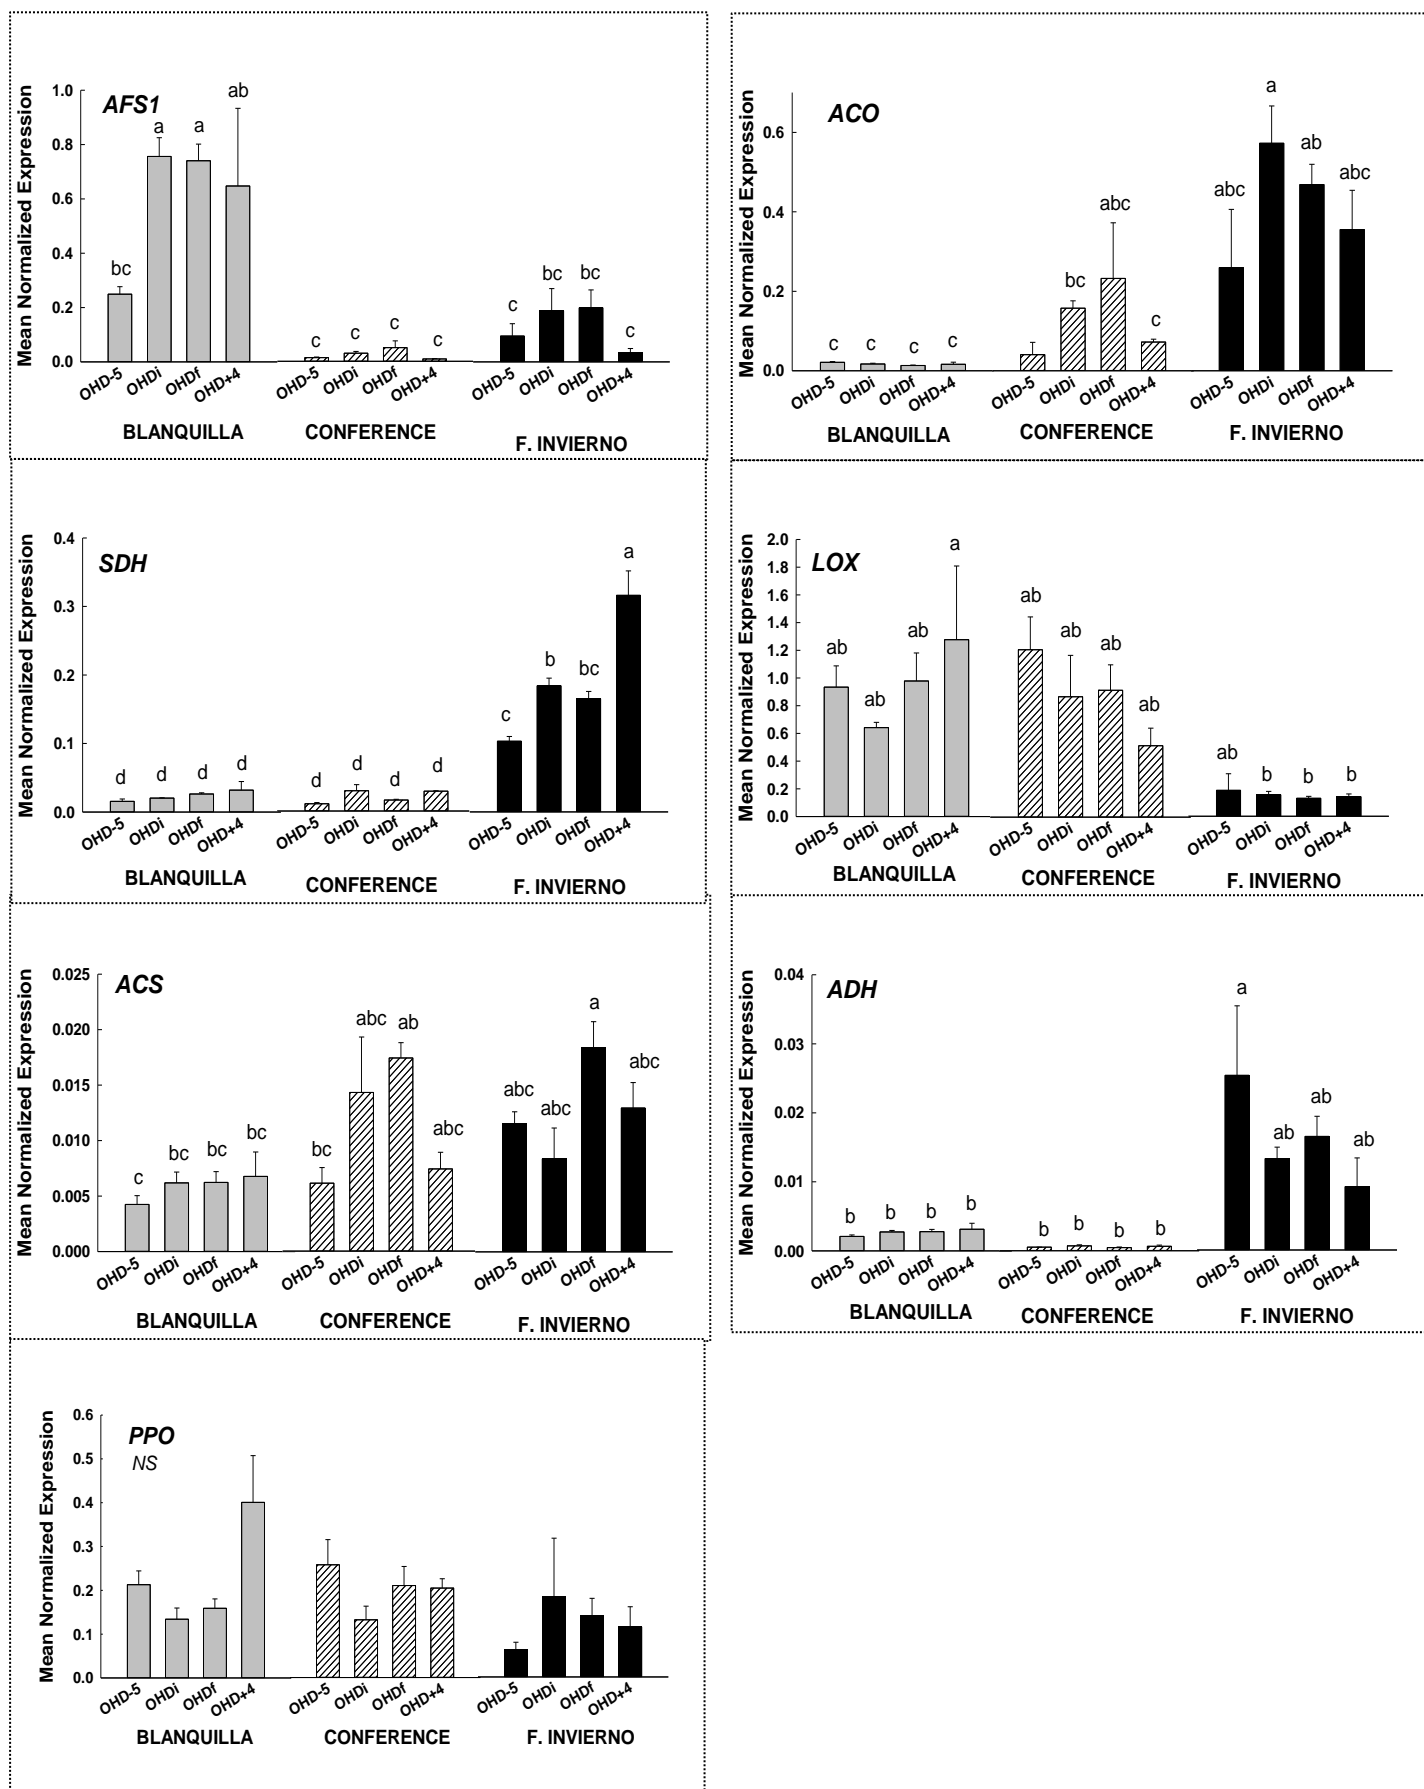 AFS1
Mean Normalized Expression
1.0
0.8
0.6
0.4
0.2
0.0
bc
a
a
ab
c
c
c
c
c
bc
bc
c
OHD-5 OHDi OHDf OHD+4 OHD-5 OHDi OHDf OHD+4 OHD-5 OHDi OHDf OHD+4
BLANQUILLA CONFERENCE F. INVIERNO
ACO
Mean Normalized Expression
0.6
0.4
0.2
0.0
c
c
c
c
bc
abc
c
abc
a
ab
abc
OHD-5 OHDi OHDf OHD+4 OHD-5 OHDi OHDf OHD+4 OHD-5 OHDi OHDf OHD+4
BLANQUILLA CONFERENCE F. INVIERNO
SDH
Mean Normalized Expression
0.4
0.3
0.2
0.1
0.0
d
d
d
d
d
d
d
d
c
b
bc
a
OHD-5 OHDi OHDf OHD+4 OHD-5 OHDi OHDf OHD+4 OHD-5 OHDi OHDf OHD+4
BLANQUILLA CONFERENCE F. INVIERNO
LOX
Mean Normalized Expression
2.0
1.8
1.6
1.4
1.2
1.0
0.8
0.6
0.4
0.2
0.0
ab
ab
ab
a
ab
ab
ab
ab
ab
b
b
b
OHD-5 OHDi OHDf OHD+4 OHD-5 OHDi OHDf OHD+4 OHD-5 OHDi OHDf OHD+4
BLANQUILLA CONFERENCE F. INVIERNO
ACS
Mean Normalized Expression
0.025
0.020
0.015
0.010
0.005
0.000
c
bc
bc
bc
bc
abc
ab
abc
abc
abc
a
abc
OHD-5 OHDi OHDf OHD+4 OHD-5 OHDi OHDf OHD+4 OHD-5 OHDi OHDf OHD+4
BLANQUILLA CONFERENCE F. INVIERNO
ADH
Mean Normalized Expression
0.04
0.03
0.02
0.01
0.00
b
b
b
b
b
b
b
b
a
ab
ab
ab
OHD-5 OHDi OHDf OHD+4 OHD-5 OHDi OHDf OHD+4 OHD-5 OHDi OHDf OHD+4
BLANQUILLA CONFERENCE F. INVIERNO
PPO
NS
Mean Normalized Expression
0.6
0.5
0.4
0.3
0.2
0.1
0.0
OHD-5 OHDi OHDf OHD+4 OHD-5 OHDi OHDf OHD+4 OHD-5 OHDi OHDf OHD+4
BLANQUILLA CONFERENCE F. INVIERNO